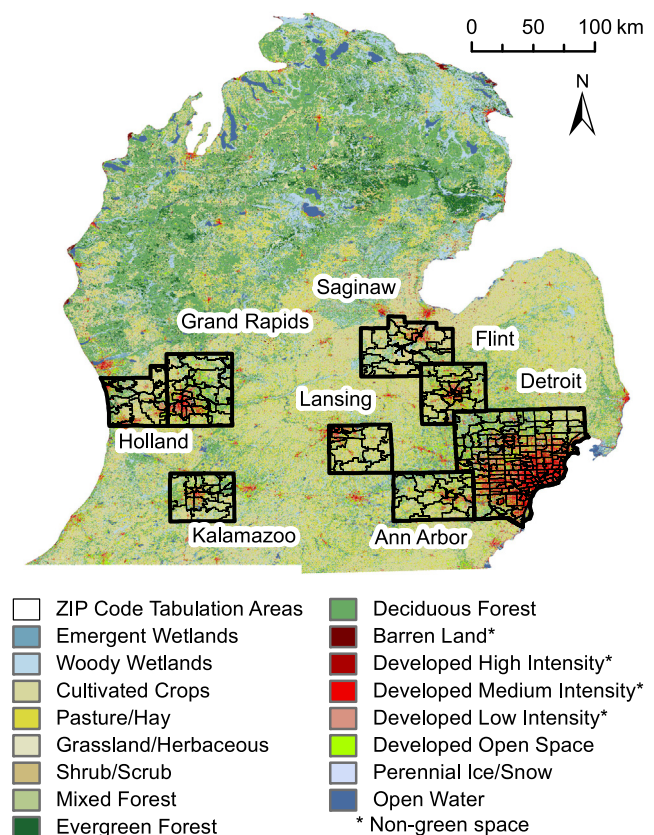 0 50 100 km
N
Saginaw
Grand Rapids
Flint
Lansing
Detroit
Holland
Kalamazoo
Ann Arbor
ZIP Code Tabulation Areas
Emergent Wetlands
Woody Wetlands
Cultivated Crops
Pasture/Hay
Grassland/Herbaceous
Shrub/Scrub
Mixed Forest
Evergreen Forest
Deciduous Forest
Barren Land*
Developed High Intensity*
Developed Medium Intensity*
Developed Low Intensity*
Developed Open Space
Perennial Ice/Snow
Open Water
* Non-green space